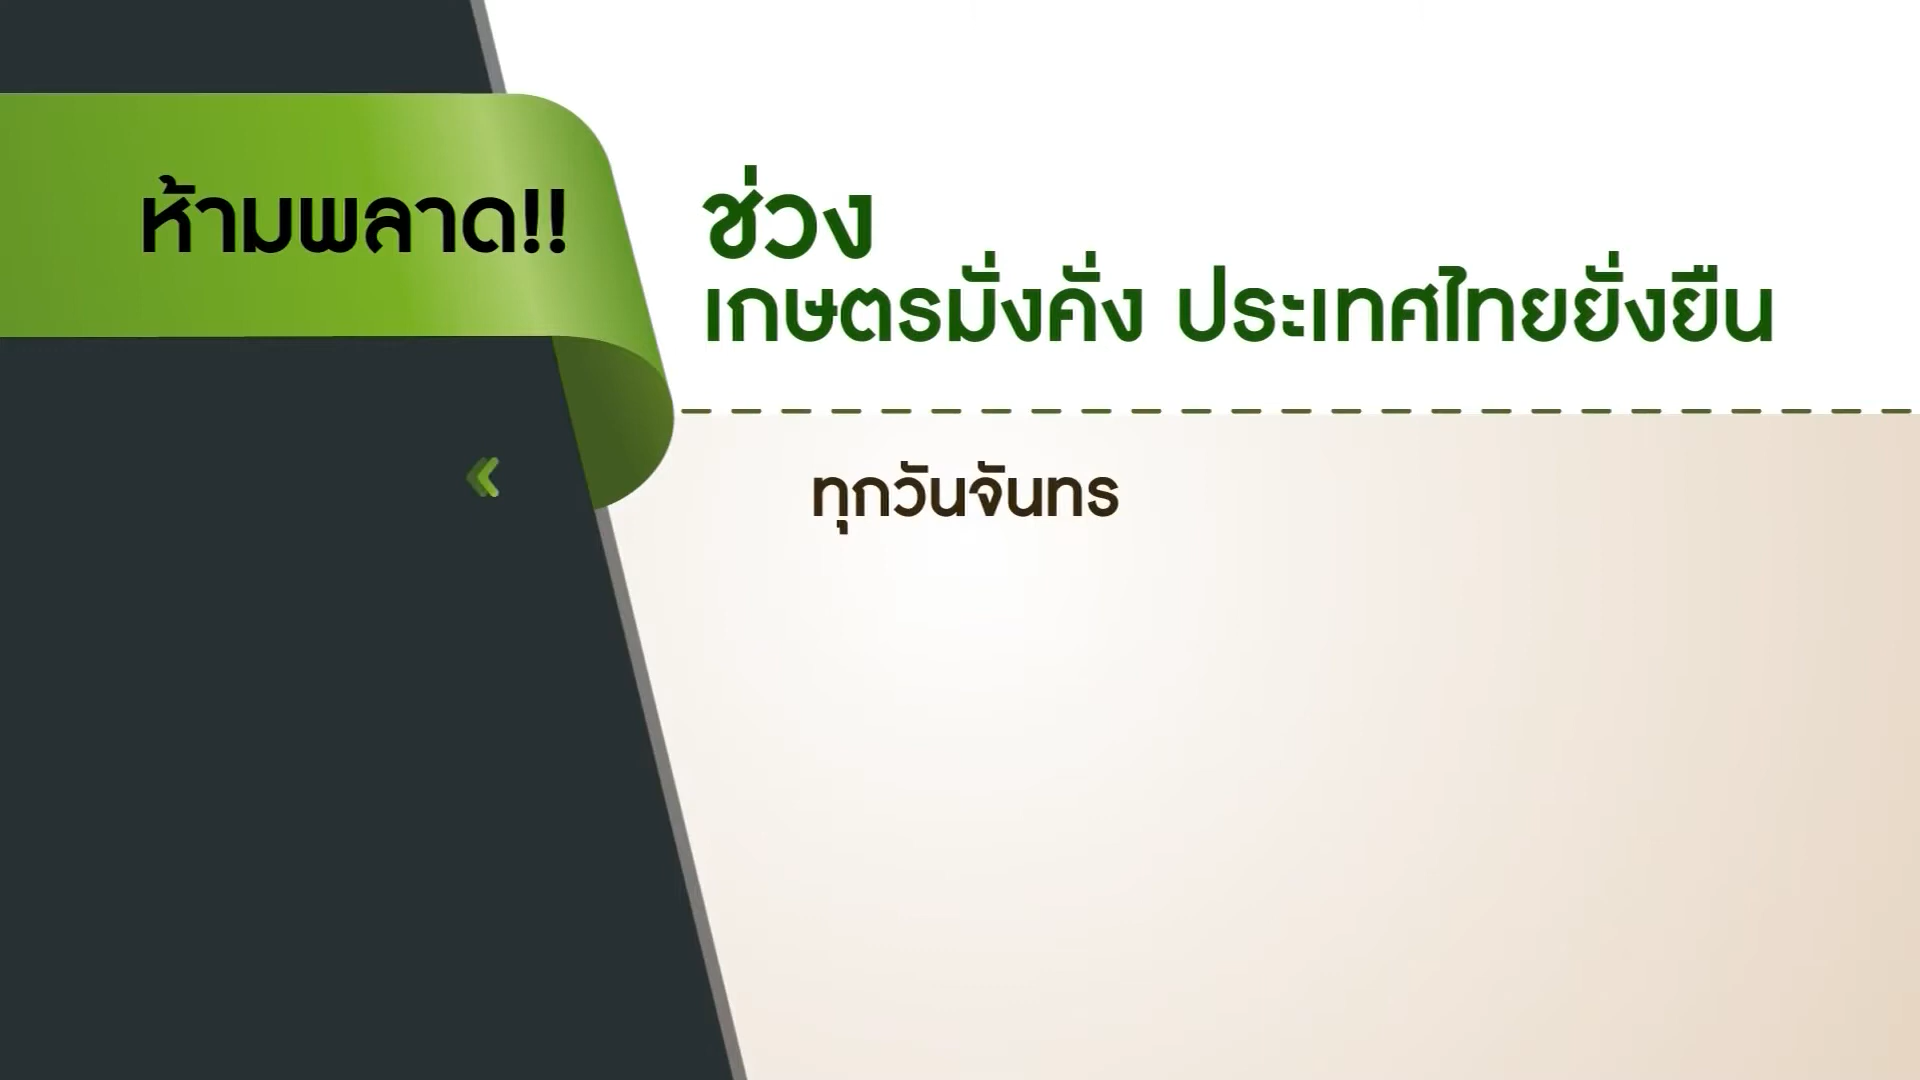 ห้ามพลาด!!
ช่วง
เกษตรมั่งคั่ง ประเทศไทยยั่งยืน
ทุกวันจันทร